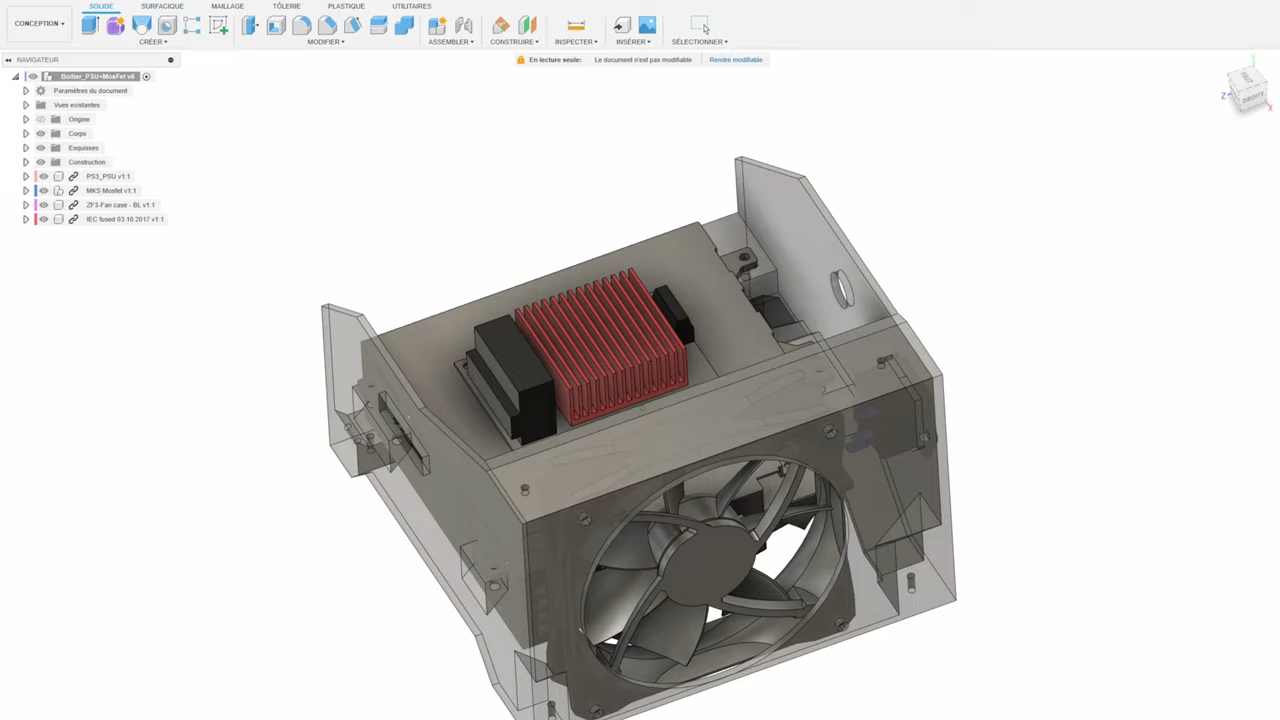 SOLIDE SURFACIQUE MAILLAGE TÔLERIE PLASTIQUE UTILITAIRES
CONCEPTION
CRÉER MODIFIER ASSEMBLER CONSTRUIRE INSPECTER INSÉRER SÉLECTIONNER
NAVIGATEUR
En lecture seule: Le document n'est pas modifiable Rendre modifiable
Boitier_PSU+MosFet v6
Paramètres du document
Vues existantes
Origine
Corps
Esquisses
Construction
PS3_PSU v1:1
MKS Mosfet v1:1
ZF3-Fan case - BL v1:1
IEC fused 03.10.2017 v1:1
Y
HAUT
Z
DROITE
X